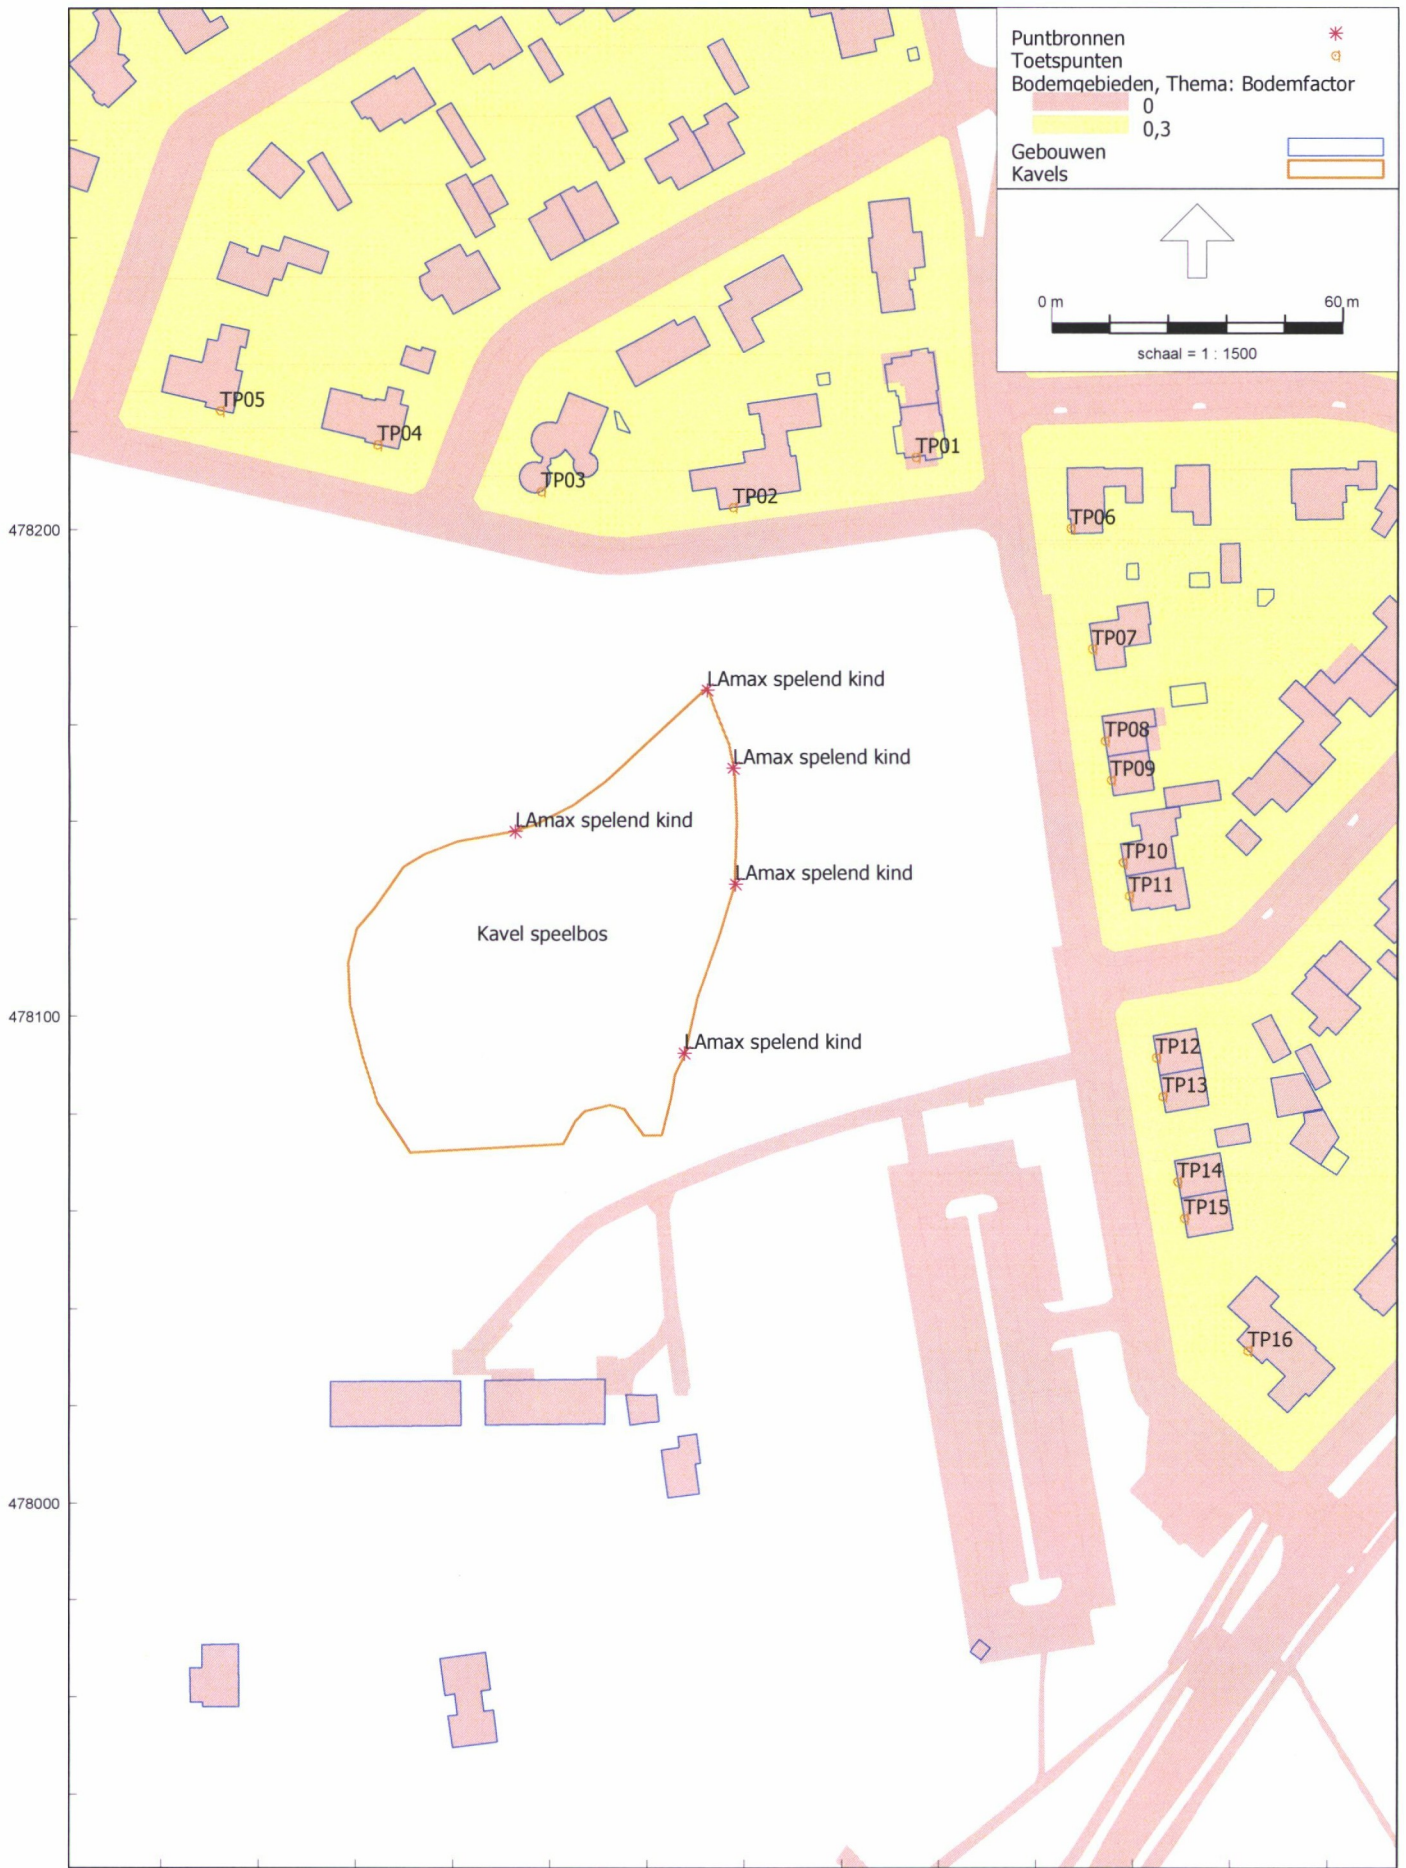 Puntbronnen
Toetspunten
Bodemgebieden, Thema: Bodemfactor
0
0,3
Gebouwen
Kavels
0 m
60 m
schaal = 1 : 1500
TP05
TP04
TP03
TP02
TP01
478200
TP06
TP07
LAmax spelend kind
TP08
LAmax spelend kind
TP09
LAmax spelend kind
TP10
LAmax spelend kind
TP11
Kavel speelbos
478100
LAmax spelend kind
TP12
TP13
TP14
TP15
TP16
478000